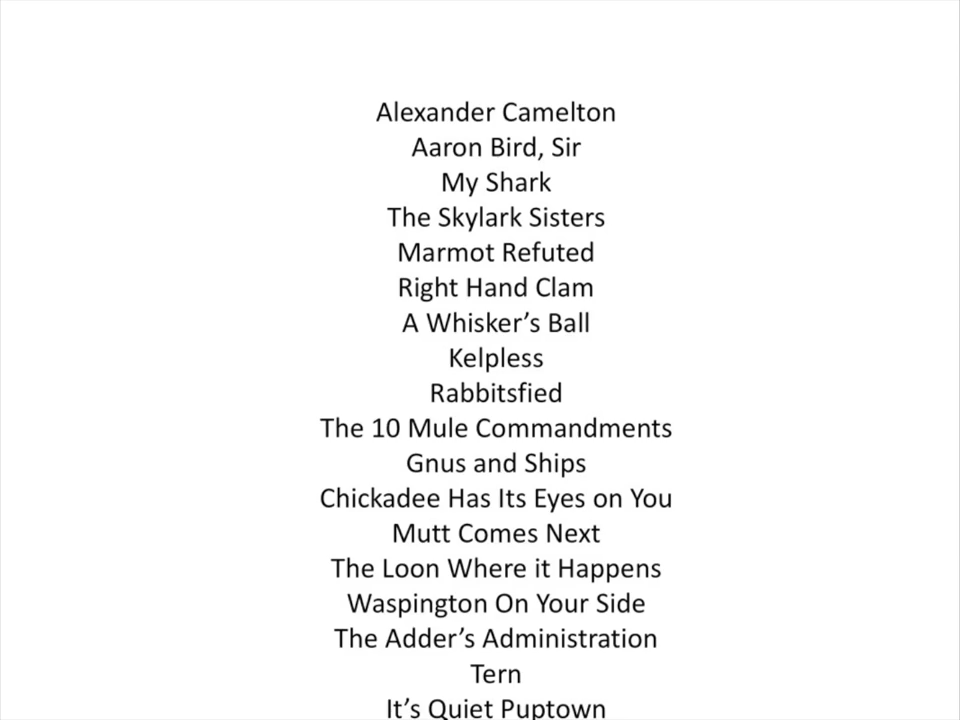 Alexander Camelton
Aaron Bird, Sir
My Shark
The Skylark Sisters
Marmot Refuted
Right Hand Clam
A Whisker’s Ball
Kelpless
Rabbitsfied
The 10 Mule Commandments
Gnus and Ships
Chickadee Has Its Eyes on You
Mutt Comes Next
The Loon Where it Happens
Waspington On Your Side
The Adder’s Administration
Tern
It’s Quiet Puptown